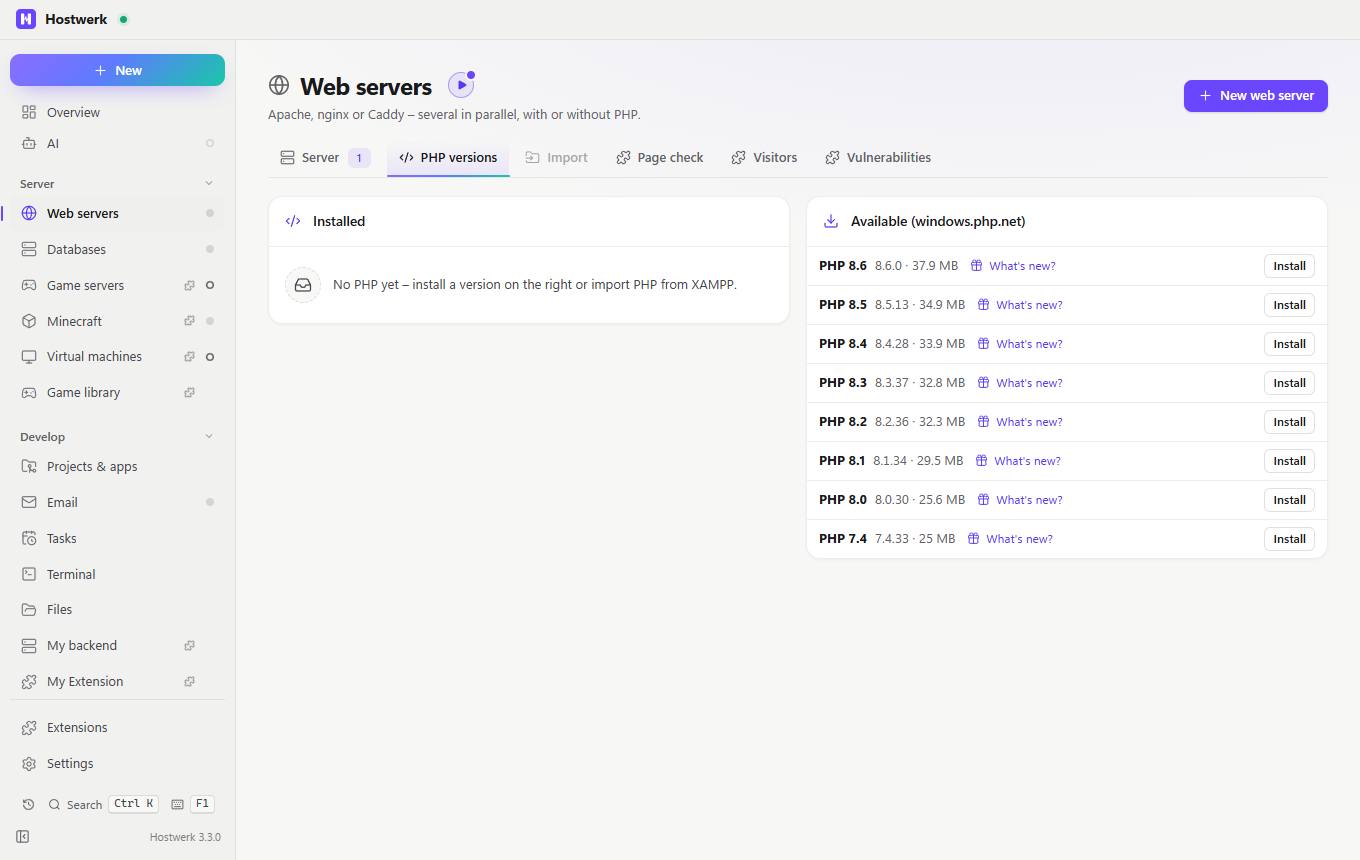 Hostwerk
New
Overview
AI
Server
Web servers
Databases
Game servers
Minecraft
Virtual machines
Game library
Develop
Projects & apps
Email
Tasks
Terminal
Files
My backend
My Extension
Extensions
Settings
Search Ctrl K F1
Hostwerk 3.3.0
Web servers
Apache, nginx or Caddy – several in parallel, with or without PHP.
New web server
Server 1 PHP versions Import Page check Visitors Vulnerabilities
Installed
No PHP yet – install a version on the right or import PHP from XAMPP.
Available (windows.php.net)
PHP 8.6 8.6.0 · 37.9 MB What's new? Install
PHP 8.5 8.5.13 · 34.9 MB What's new? Install
PHP 8.4 8.4.28 · 33.9 MB What's new? Install
PHP 8.3 8.3.37 · 32.8 MB What's new? Install
PHP 8.2 8.2.36 · 32.3 MB What's new? Install
PHP 8.1 8.1.34 · 29.5 MB What's new? Install
PHP 8.0 8.0.30 · 25.6 MB What's new? Install
PHP 7.4 7.4.33 · 25 MB What's new? Install